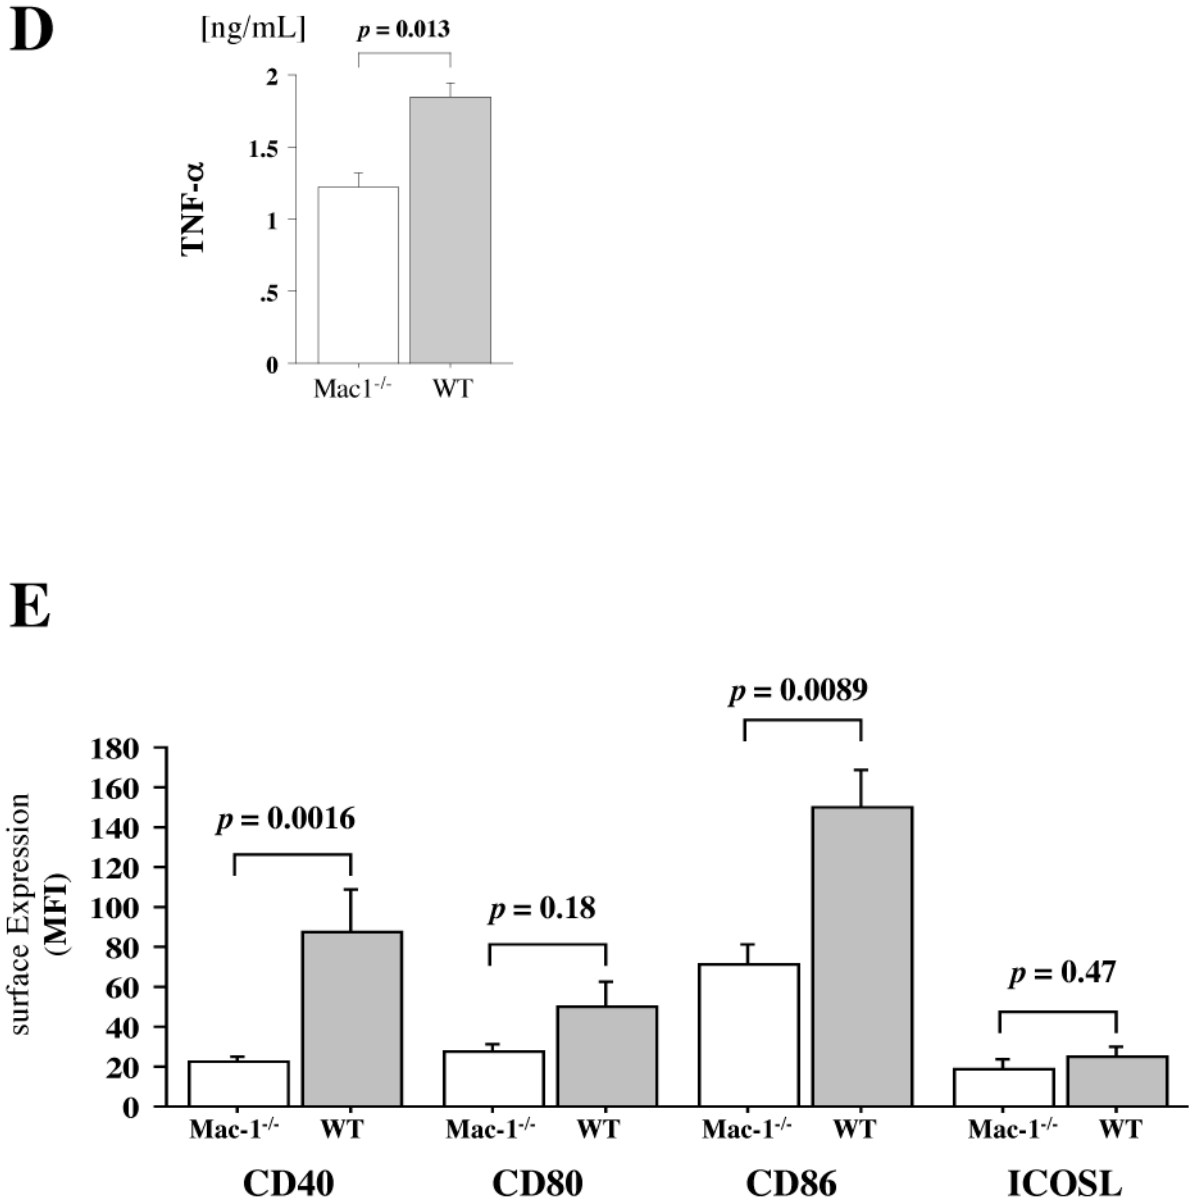 D
[ng/mL]
p = 0.013
2
1.5
1
.5
0
TNF-α
Mac1-/- WT
E
p = 0.0089
180
160
140
120
100
80
60
40
20
0
surface Expression
(MFI)
p = 0.0016
p = 0.18
p = 0.47
Mac-1-/- WT Mac-1-/- WT Mac-1-/- WT Mac-1-/- WT
CD40 CD80 CD86 ICOSL